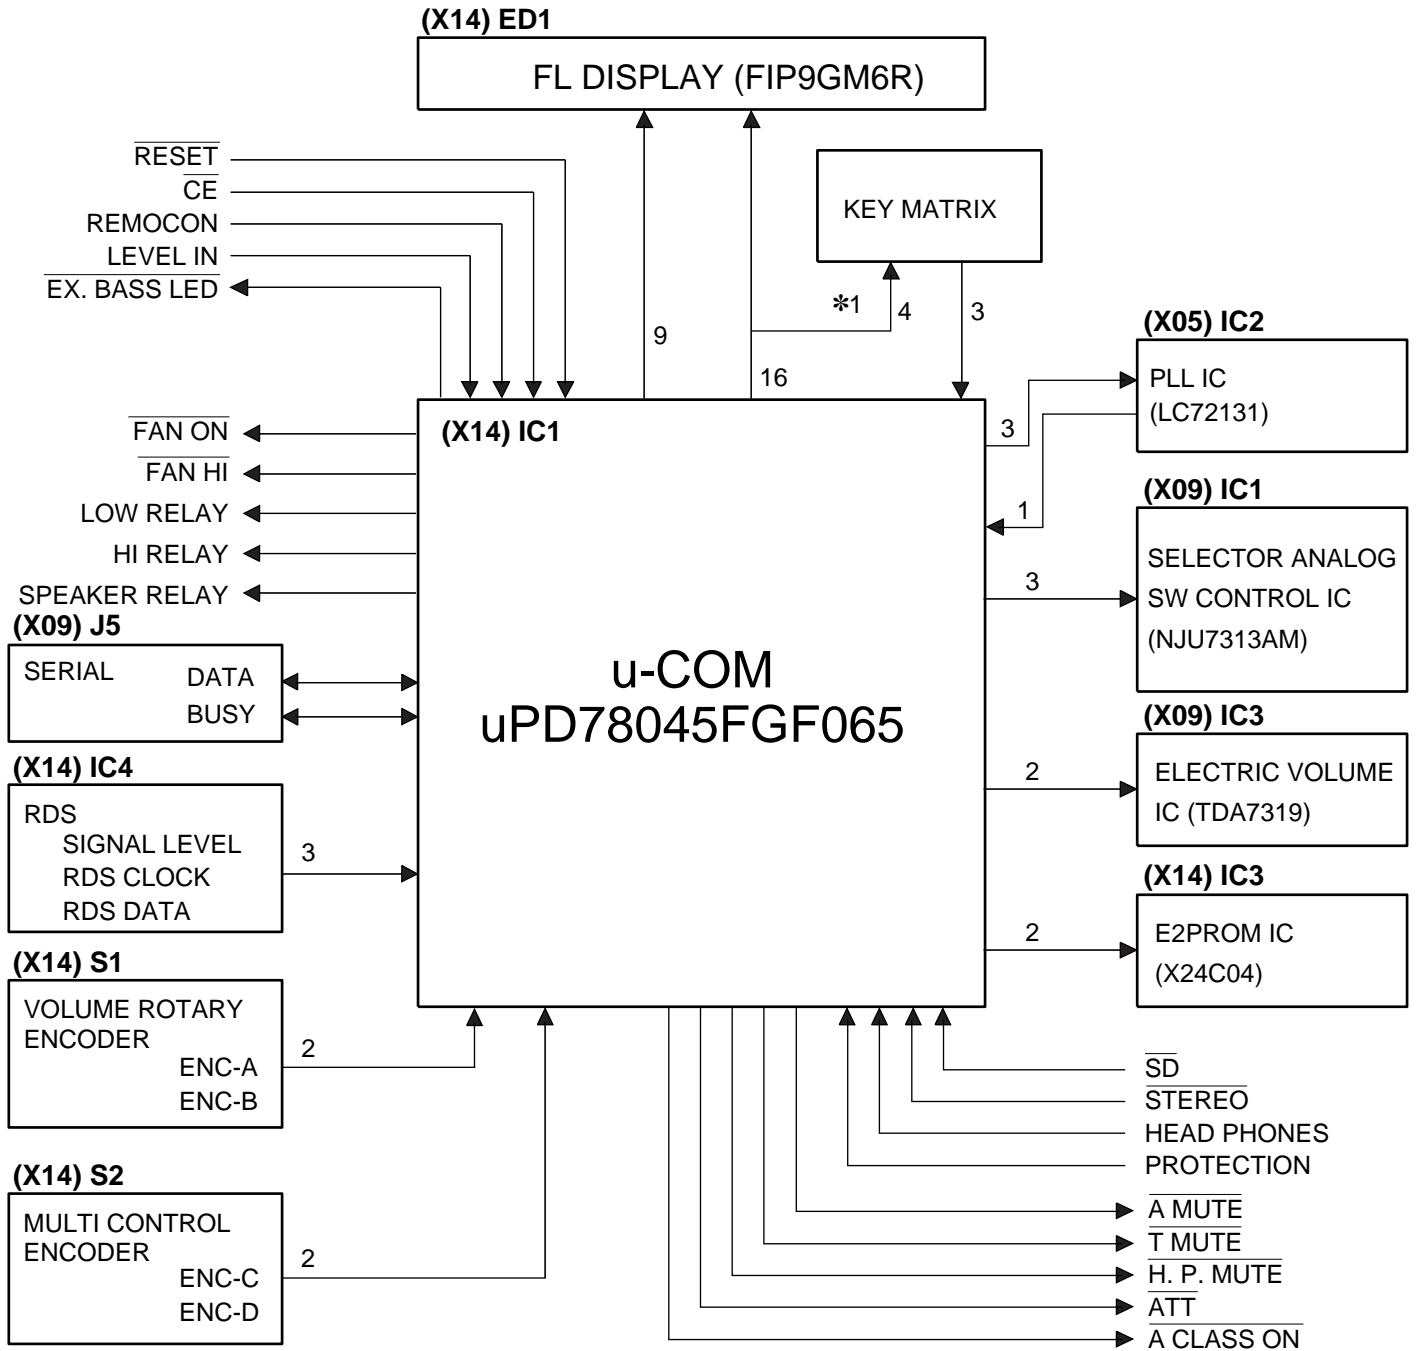 (X14) ED1
FL DISPLAY (FIP9GM6R)
RESET
CE
REMOCON
LEVEL IN
EX. BASS LED
KEY MATRIX
✻1
4
3
9
16
(X05) IC2
PLL IC
(LC72131)
3
1
(X14) IC1
FAN ON
FAN HI
LOW RELAY
HI RELAY
SPEAKER RELAY
(X09) IC1
SELECTOR ANALOG
SW CONTROL IC
(NJU7313AM)
3
(X09) J5
SERIAL
DATA
BUSY
u-COM
uPD78045FGF065
(X09) IC3
ELECTRIC VOLUME
IC (TDA7319)
2
(X14) IC4
RDS
SIGNAL LEVEL
RDS CLOCK
RDS DATA
3
(X14) IC3
E2PROM IC
(X24C04)
2
(X14) S1
VOLUME ROTARY
ENCODER
ENC-A
ENC-B
2
(X14) S2
MULTI CONTROL
ENCODER
ENC-C
ENC-D
2
SD
STEREO
HEAD PHONES
PROTECTION
A MUTE
T MUTE
H. P. MUTE
ATT
A CLASS ON